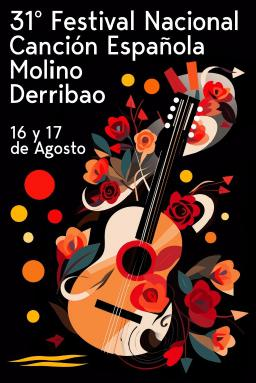 31º Festival Nacional
Canción Española
Molino
Derribao
16 y 17
de Agosto